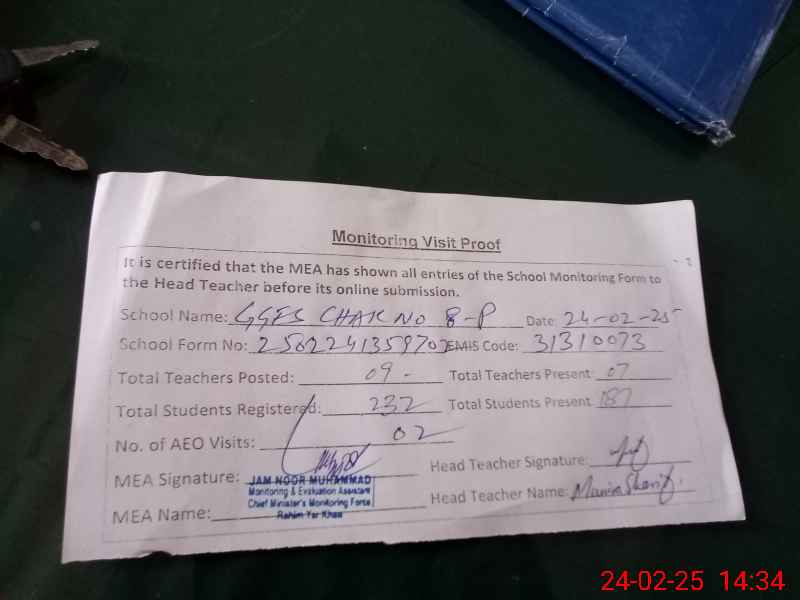 Monitoring Visit Proof
It is certified that the MEA has shown all entries of the School Monitoring Form to
the Head Teacher before its online submission.
School Name: GGES CHAK NO 8-P Date: 24-02-25
School Form No: EMIS Code: 31310073
Total Teachers Posted: 09 - Total Teachers Present: 07
Total Students Registered: 232 Total Students Present 187
No. of AEO Visits: 02
MEA Signature: Head Teacher Signature:
JAM NOOR MUHAMMAD
Monitoring & Evaluation Assistant
Chief Minister's Monitoring Force
Rahim Yar Khan
Head Teacher Name:
MEA Name:
24-02-25 14:34